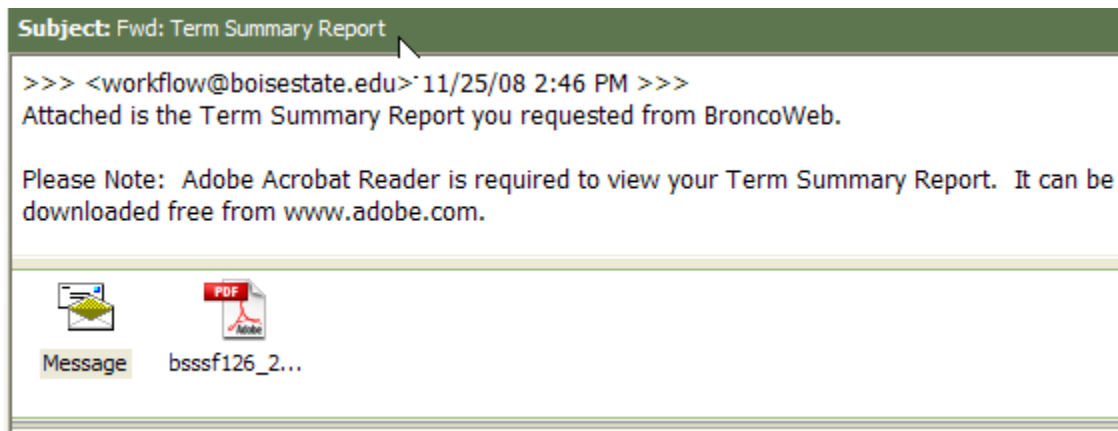 Subject: Fwd: Term Summary Report
>>> <workflow@boisestate.edu> 11/25/08 2:46 PM >>>
Attached is the Term Summary Report you requested from BroncoWeb.
Please Note:  Adobe Acrobat Reader is required to view your Term Summary Report.  It can be
downloaded free from www.adobe.com.
PDF
Adobe
Message bsssf126_2...